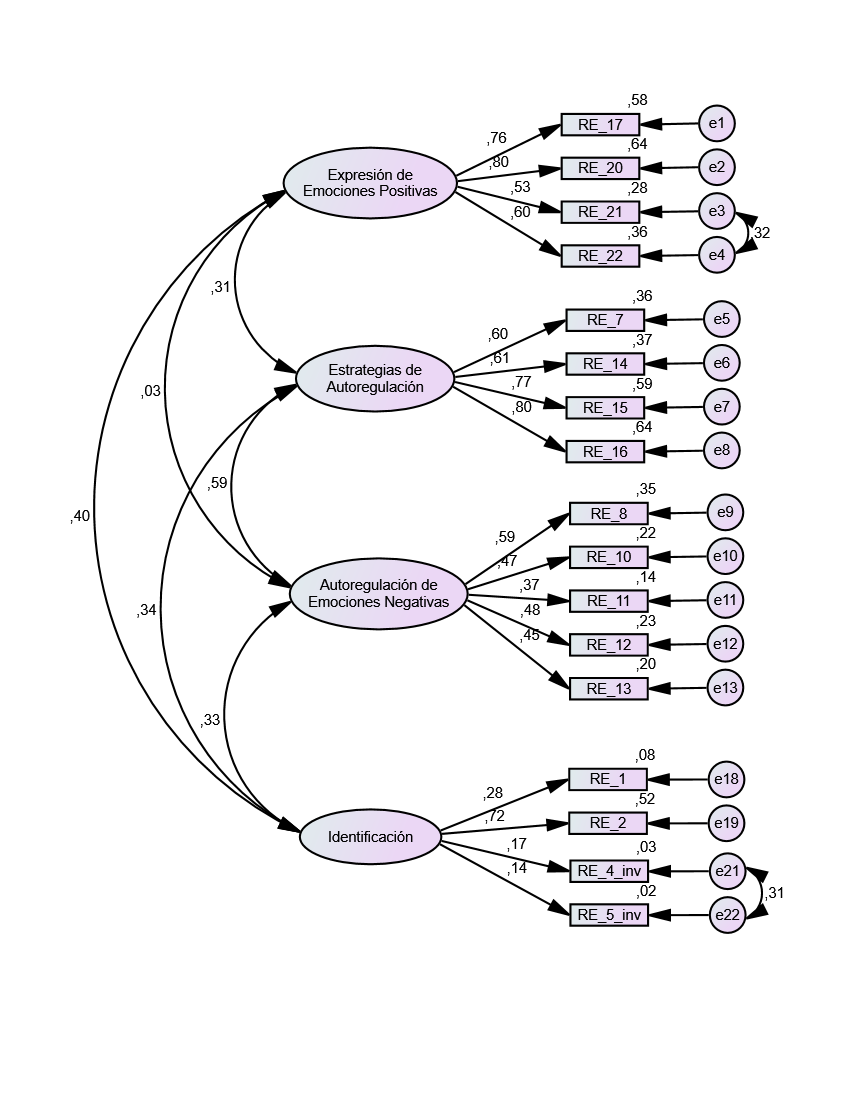 ,58
RE_17
e1
,76
,64
,80
RE_20
e2
Expresión de
Emociones Positivas
,28
,53
RE_21
e3
,60
,36
,32
RE_22
e4
,31
,36
RE_7
e5
,60
,37
,61
RE_14
e6
Estrategias de
Autorregulación
,59
,77
RE_15
e7
,03
,80
,64
RE_16
e8
,59
,35
RE_8
e9
,40
,59
,22
,47
RE_10
e10
Autoregulación de
Emociones Negativas
,14
,37
RE_11
e11
,34
,48
,23
RE_12
e12
,45
,20
RE_13
e13
,33
,08
RE_1
e18
,28
,52
,72
RE_2
e19
Identificación
,03
,17
RE_4_inv
e21
,14
,02
,31
RE_5_inv
e22